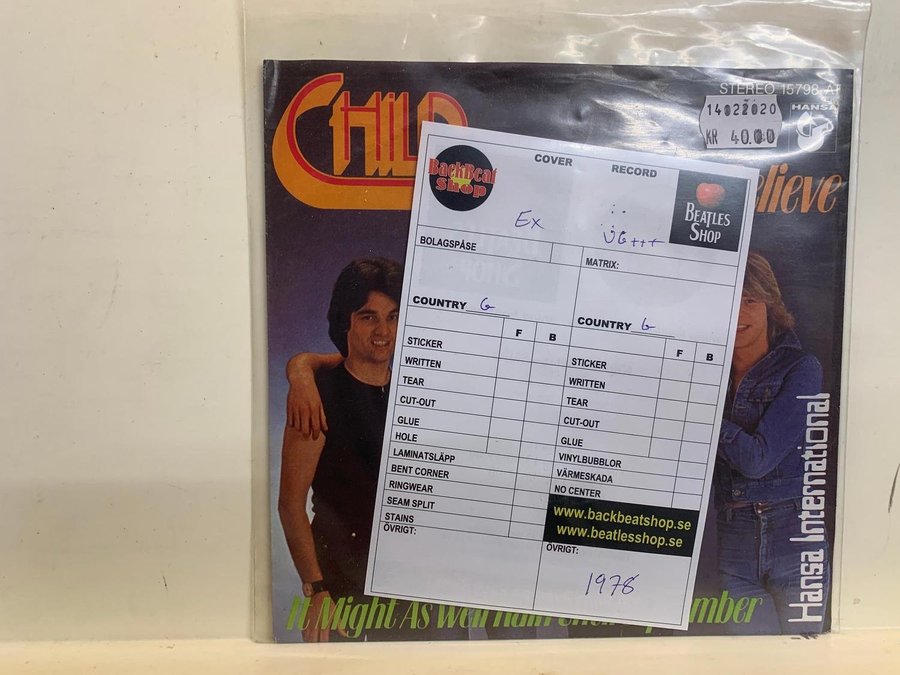 STEREO 15798 AT
HANSA
14022020
KR 40.00
CHILD
elieve
BackBeat
Shop
COVER
RECORD
BEATLES
SHOP
Ex
VG+++
BOLAGSPÅSE
MATRIX:
COUNTRY G
COUNTRY G
F B
F B
STICKER
WRITTEN
TEAR
CUT-OUT
GLUE
HOLE
LAMINATSLÄPP
BENT CORNER
RINGWEAR
SEAM SPLIT
STAINS
ÖVRIGT:
STICKER
WRITTEN
TEAR
CUT-OUT
GLUE
VINYLBUBBLOR
VÄRMESKADA
NO CENTER
www.backbeatshop.se
www.beatlesshop.se
ÖVRIGT:
1978
Hansa International
It Might As Well Rain Until September